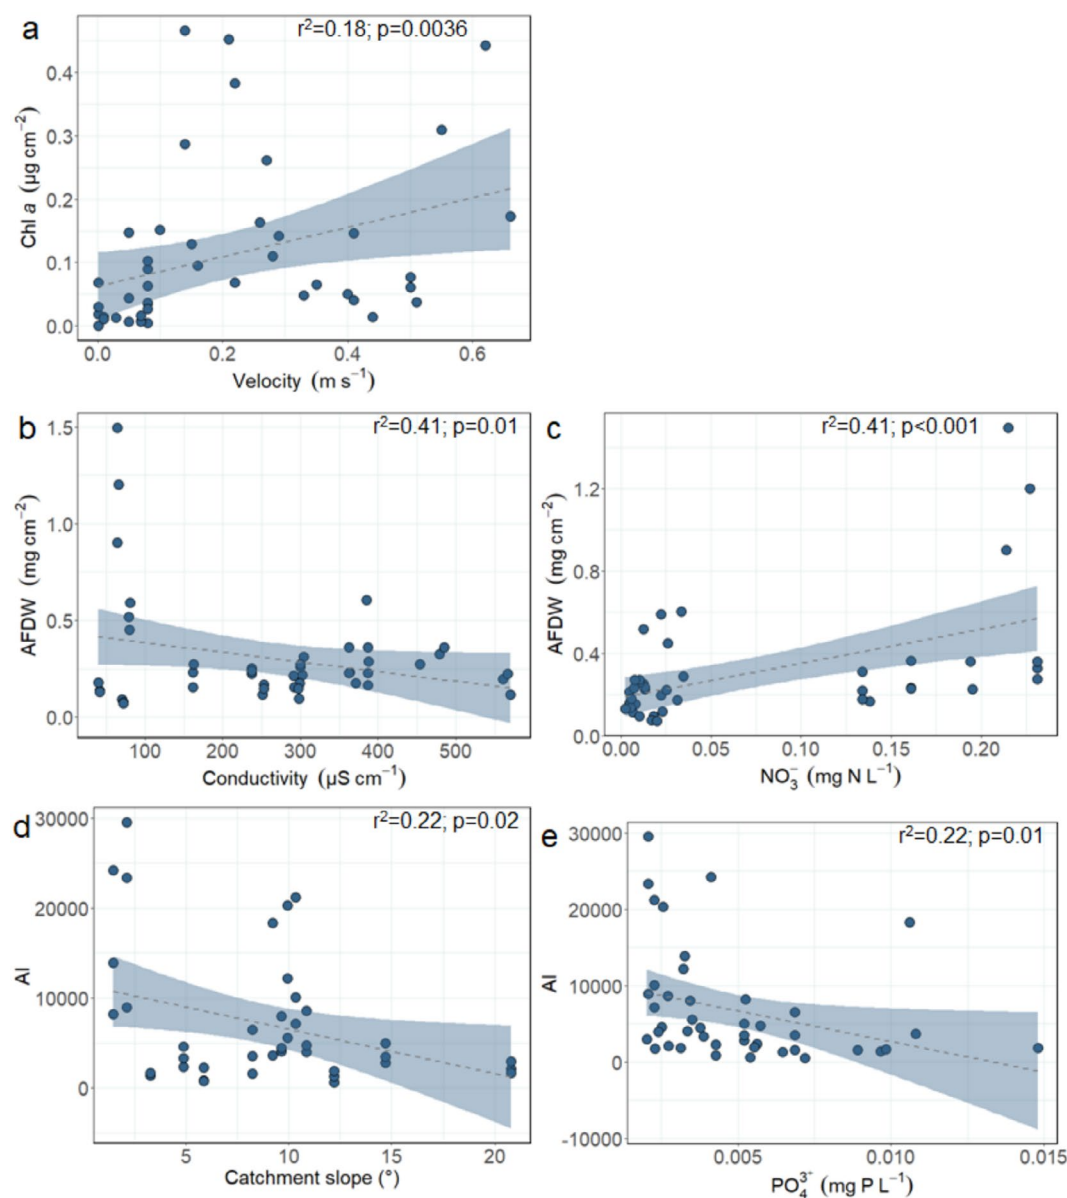 a
r²=0.18; p=0.0036
Chl a (µg cm⁻²)
0.4
0.3
0.2
0.1
0.0
0.0 0.2 0.4 0.6
Velocity (m s⁻¹)
b
r²=0.41; p=0.01
AFDW (mg cm⁻²)
1.5
1.0
0.5
0.0
100 200 300 400 500
Conductivity (µS cm⁻¹)
c
r²=0.41; p<0.001
AFDW (mg cm⁻²)
1.2
0.8
0.4
0.0
0.00 0.05 0.10 0.15 0.20
NO₃⁻ (mg N L⁻¹)
d
r²=0.22; p=0.02
AI
30000
20000
10000
0
5 10 15 20
Catchment slope (°)
e
r²=0.22; p=0.01
AI
30000
20000
10000
0
-10000
0.005 0.010 0.015
PO₄³⁻ (mg P L⁻¹)